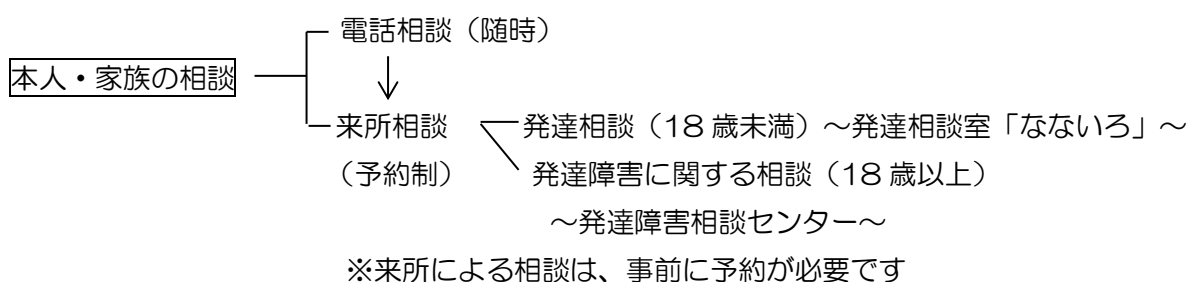 電話相談（随時）
本人・家族の相談
来所相談
発達相談（18歳未満）～発達相談室「なないろ」～
（予約制）
発達障害に関する相談（18歳以上）
～発達障害相談センター～
※来所による相談は、事前に予約が必要です